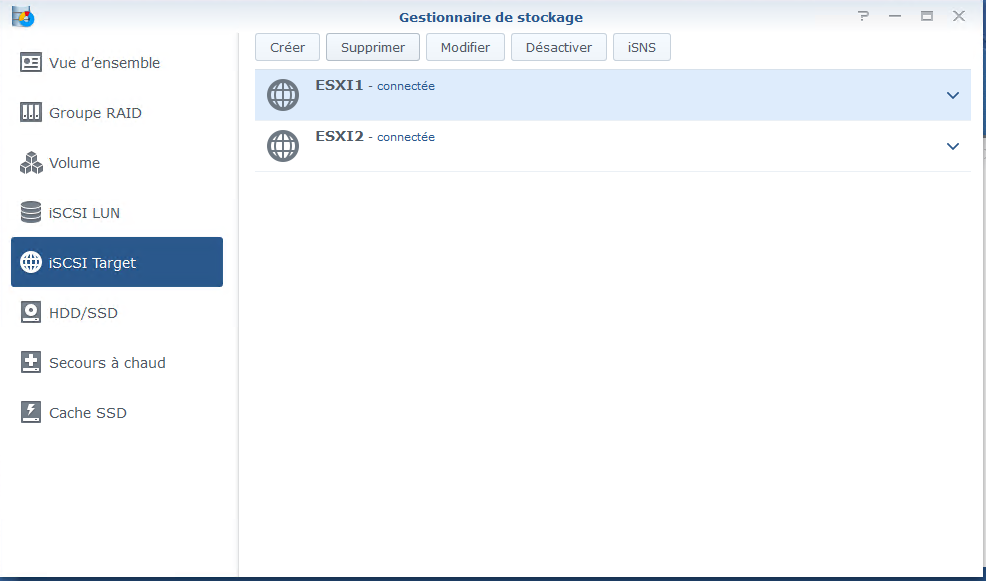 Gestionnaire de stockage
Vue d’ensemble
Groupe RAID
Volume
iSCSI LUN
iSCSI Target
HDD/SSD
Secours à chaud
Cache SSD
Créer Supprimer Modifier Désactiver iSNS
ESXI1 - connectée
ESXI2 - connectée